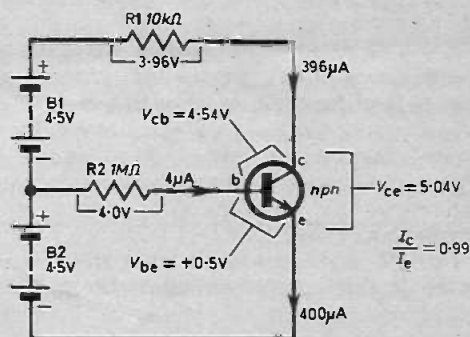 R1 10kΩ
3.96V
396μA
+
B1
4.5V
−
Vcb = 4.54V
c
R2 1MΩ
4μA
b
npn
Vce = 5.04V
4.0V
+
e
Ic/Ie = 0.99
B2
4.5V
Vbe = +0.5V
−
400μA